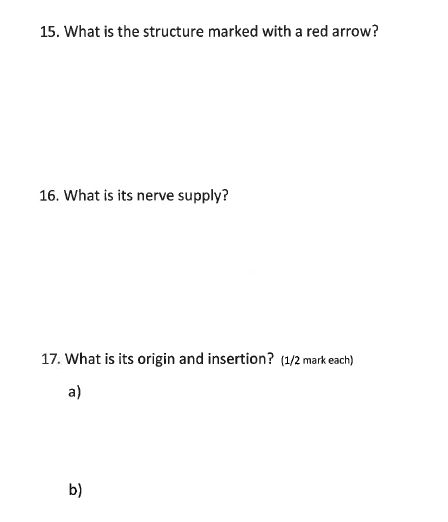 15. What is the structure marked with a red arrow?
16. What is its nerve supply?
17. What is its origin and insertion? (1/2 mark each)
a)
b)